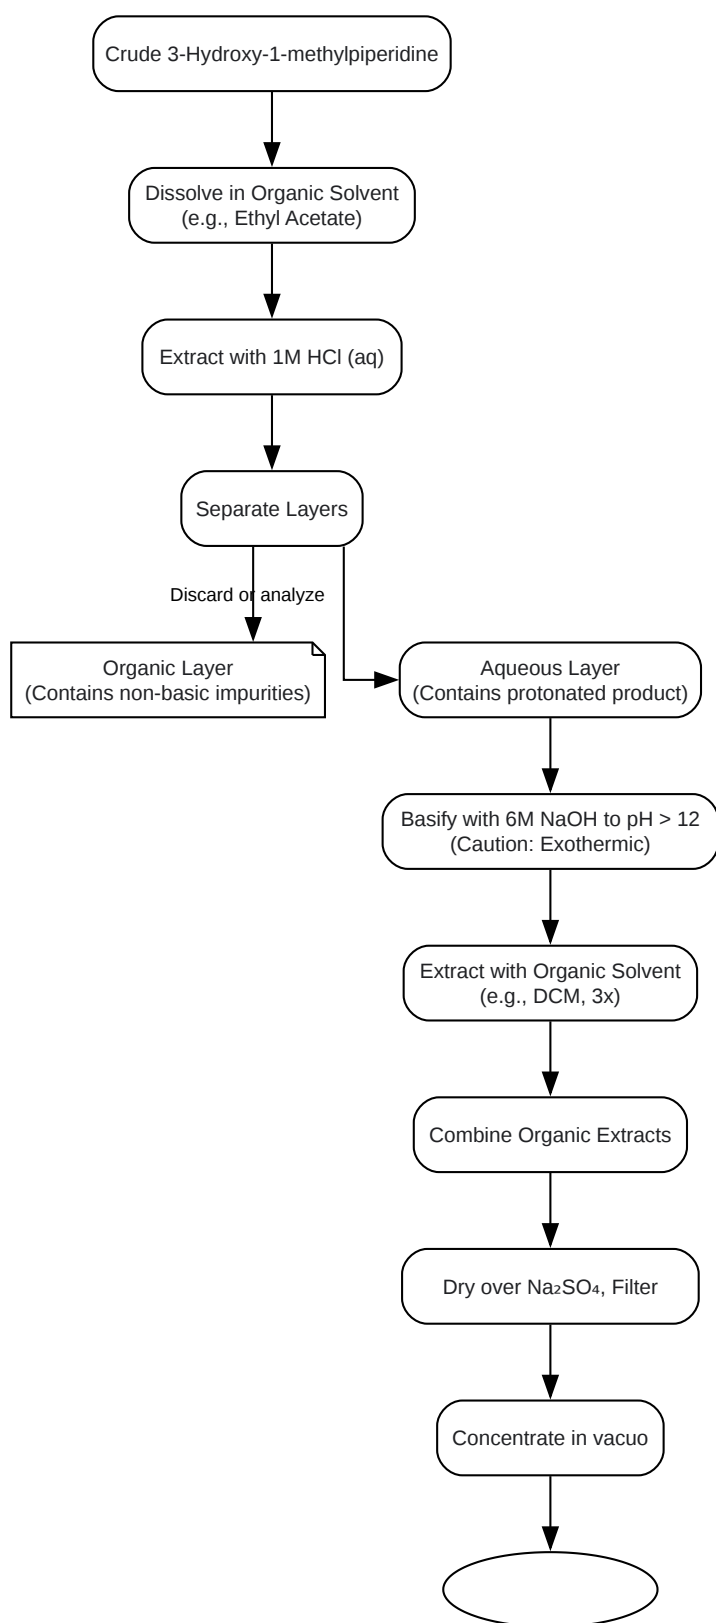 Crude 3-Hydroxy-1-methylpiperidine
Dissolve in Organic Solvent
(e.g., Ethyl Acetate)
Extract with 1M HCl (aq)
Separate Layers
Discard or analyze
Organic Layer
(Contains non-basic impurities)
Aqueous Layer
(Contains protonated product)
Basify with 6M NaOH to pH > 12
(Caution: Exothermic)
Extract with Organic Solvent
(e.g., DCM, 3x)
Combine Organic Extracts
Dry over Na₂SO₄, Filter
Concentrate in vacuo